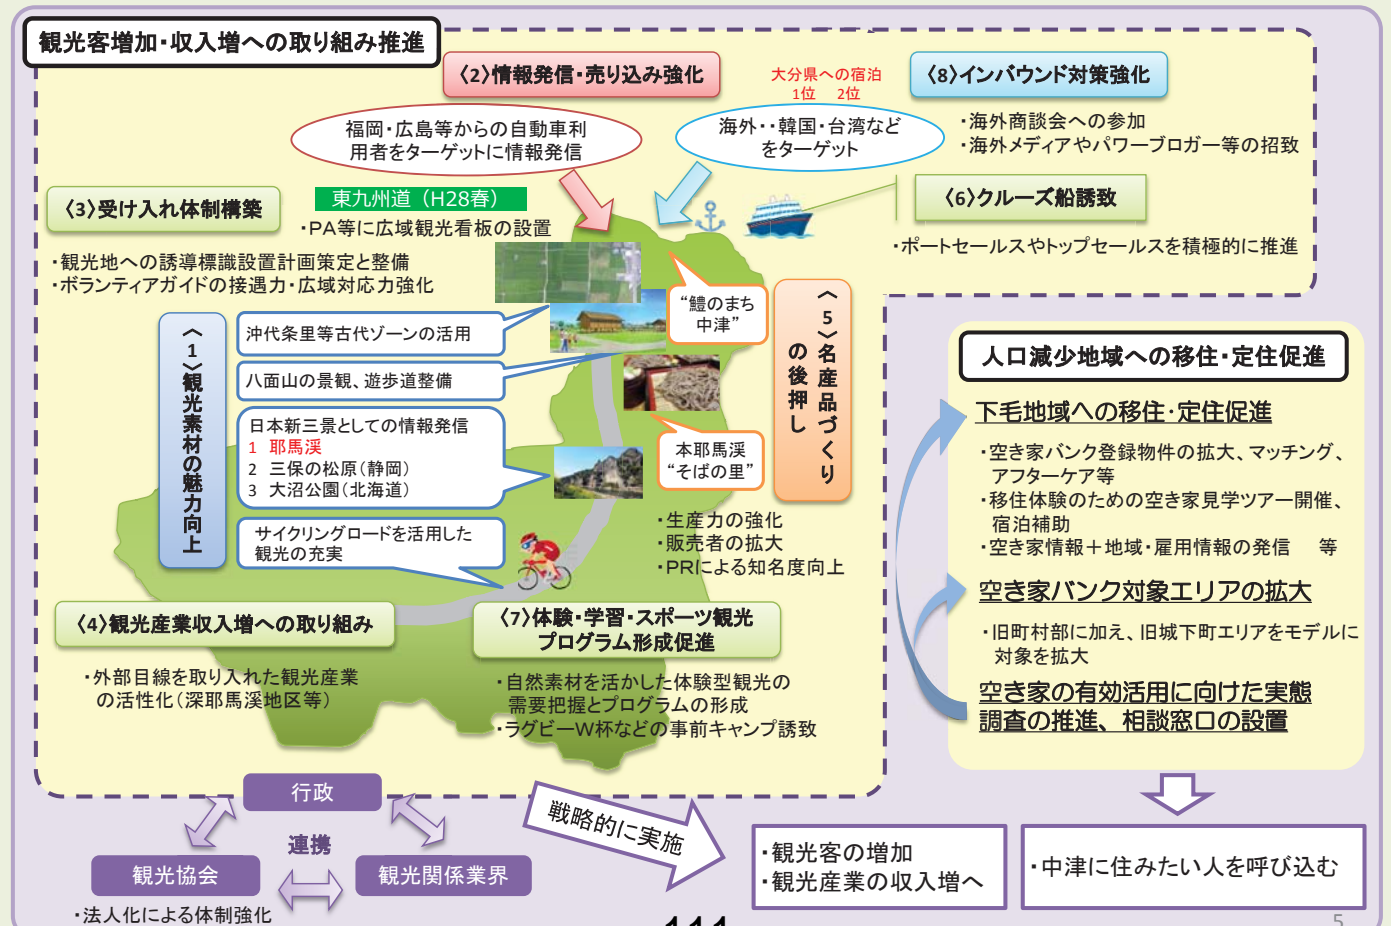 観光客増加・収入増への取り組み推進
〈2〉情報発信・売り込み強化
福岡・広島等からの自動車利
用者をターゲットに情報発信
大分県への宿泊
1位 2位
海外・・韓国・台湾など
をターゲット
〈8〉インバウンド対策強化
・海外商談会への参加
・海外メディアやパワーブロガー等の招致
〈6〉クルーズ船誘致
・ポートセールスやトップセールスを積極的に推進
〈3〉受け入れ体制構築
東九州道（H28春）
・PA等に広域観光看板の設置
・観光地への誘導標識設置計画策定と整備
・ボランティアガイドの接遇力・広域対応力強化
〈1〉観光素材の魅力向上
沖代条里等古代ゾーンの活用
八面山の景観、遊歩道整備
日本新三景としての情報発信
1 耶馬渓
2 三保の松原（静岡）
3 大沼公園（北海道）
サイクリングロードを活用した
観光の充実
“鱧のまち
中津”
本耶馬渓
“そばの里”
〈5〉名産品づくり
の後押し
・生産力の強化
・販売者の拡大
・PRによる知名度向上
〈4〉観光産業収入増への取り組み
・外部目線を取り入れた観光産業
の活性化（深耶馬渓地区等）
〈7〉体験・学習・スポーツ観光
プログラム形成促進
・自然素材を活かした体験型観光の
需要把握とプログラムの形成
・ラグビーW杯などの事前キャンプ誘致
人口減少地域への移住・定住促進
下毛地域への移住・定住促進
・空き家バンク登録物件の拡大、マッチング、
アフターケア等
・移住体験のための空き家見学ツアー開催、
宿泊補助
・空き家情報＋地域・雇用情報の発信 等
空き家バンク対象エリアの拡大
・旧町村部に加え、旧城下町エリアをモデルに
対象を拡大
空き家の有効活用に向けた実態
調査の推進、相談窓口の設置
行政
連携
観光協会
観光関係業界
・法人化による体制強化
戦略的に実施
・観光客の増加
・観光産業の収入増へ
・中津に住みたい人を呼び込む
111
5